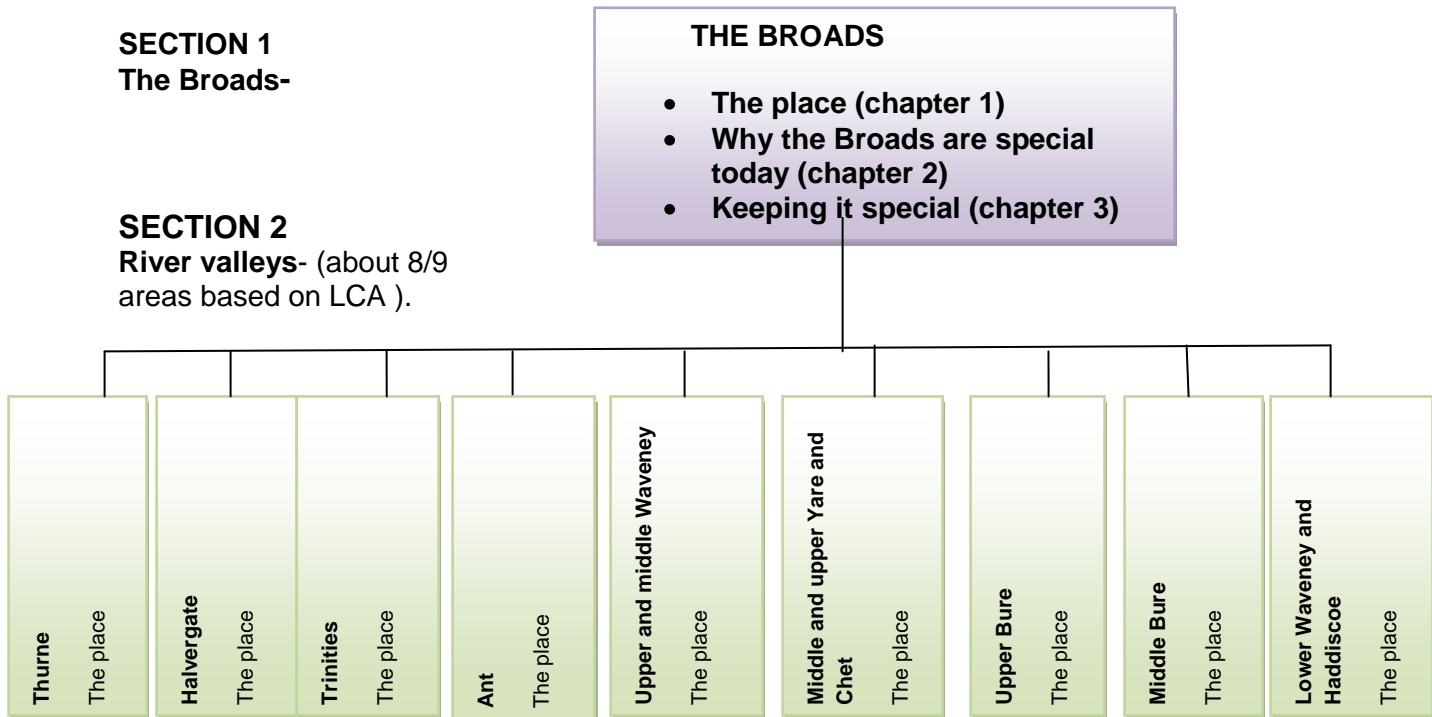 SECTION 1
The Broads-
THE BROADS
• The place (chapter 1)
• Why the Broads are special
today (chapter 2)
• Keeping it special (chapter 3)
SECTION 2
River valleys- (about 8/9
areas based on LCA ).
Thurne
The place
Halvergate
The place
Trinities
The place
Ant
The place
Upper and middle Waveney
The place
Middle and upper Yare and
Chet
The place
Upper Bure
The place
Middle Bure
The place
Lower Waveney and
Haddiscoe
The place